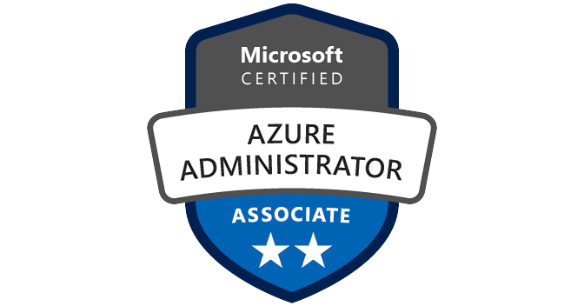 Microsoft
CERTIFIED
AZURE
ADMINISTRATOR
ASSOCIATE